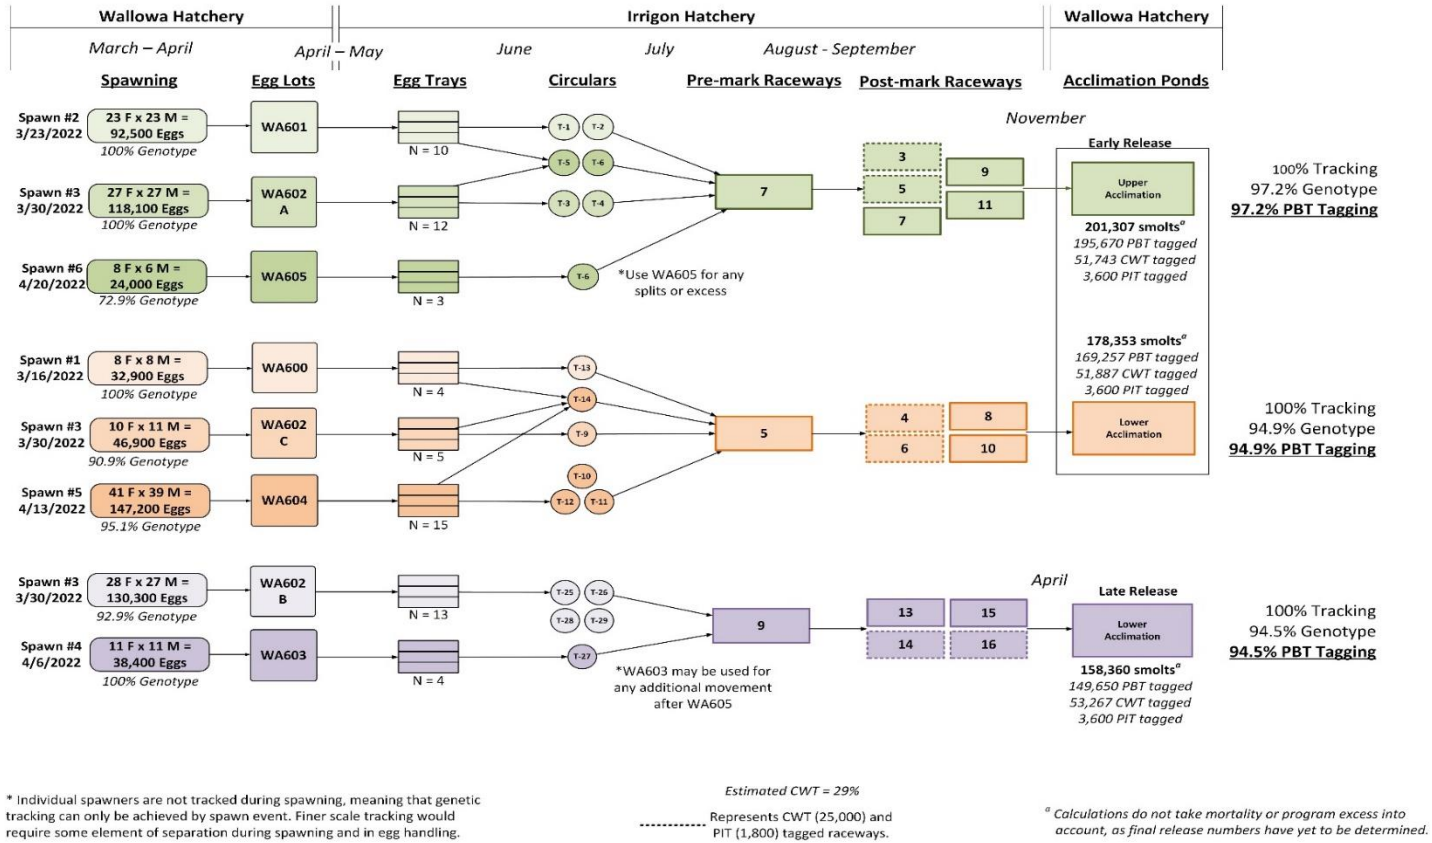 Wallowa Hatchery
Irrigon Hatchery
Wallowa Hatchery
March – April
April – May
June
July
August - September
Spawning
Egg Lots
Egg Trays
Circulars
Pre-mark Raceways
Post-mark Raceways
Acclimation Ponds
November
Spawn #2
3/23/2022
23 F x 23 M =
92,500 Eggs
100% Genotype
WA601
N = 10
T-1
T-2
T-5
T-6
Spawn #3
3/30/2022
27 F x 27 M =
118,100 Eggs
100% Genotype
WA602
A
N = 12
T-3
T-4
Spawn #6
4/20/2022
8 F x 6 M =
24,000 Eggs
72.9% Genotype
WA605
N = 3
T-6
*Use WA605 for any
splits or excess
7
3
5
7
9
11
Early Release
Upper
Acclimation
201,307 smolts^a
195,670 PBT tagged
51,743 CWT tagged
3,600 PIT tagged
100% Tracking
97.2% Genotype
97.2% PBT Tagging
Spawn #1
3/16/2022
8 F x 8 M =
32,900 Eggs
100% Genotype
WA600
N = 4
T-13
T-14
Spawn #3
3/30/2022
10 F x 11 M =
46,900 Eggs
90.9% Genotype
WA602
C
N = 5
T-9
Spawn #5
4/13/2022
41 F x 39 M =
147,200 Eggs
95.1% Genotype
WA604
N = 15
T-10
T-12
T-11
5
4
6
8
10
178,353 smolts^a
169,257 PBT tagged
51,887 CWT tagged
3,600 PIT tagged
Lower
Acclimation
100% Tracking
94.9% Genotype
94.9% PBT Tagging
Spawn #3
3/30/2022
28 F x 27 M =
130,300 Eggs
92.9% Genotype
WA602
B
N = 13
T-25
T-26
T-28
T-29
Spawn #4
4/6/2022
11 F x 11 M =
38,400 Eggs
100% Genotype
WA603
N = 4
T-27
*WA603 may be used for
any additional movement
after WA605
9
13
15
14
16
April
Late Release
Lower
Acclimation
158,360 smolts^a
149,650 PBT tagged
53,267 CWT tagged
3,600 PIT tagged
100% Tracking
94.5% Genotype
94.5% PBT Tagging
* Individual spawners are not tracked during spawning, meaning that genetic
tracking can only be achieved by spawn event. Finer scale tracking would
require some element of separation during spawning and in egg handling.
Estimated CWT = 29%
Represents CWT (25,000) and
PIT (1,800) tagged raceways.
^a Calculations do not take mortality or program excess into
account, as final release numbers have yet to be determined.